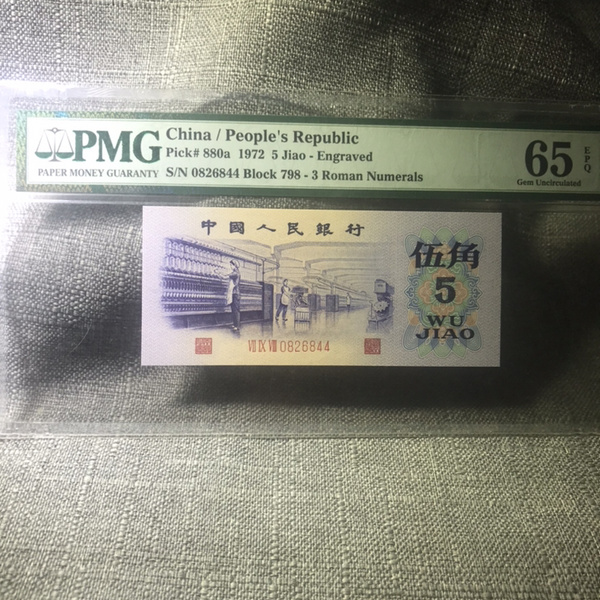 PMG
PAPER MONEY GUARANTY
China / People's Republic
Pick# 880a 1972 5 Jiao - Engraved
S/N 0826844 Block 798 - 3 Roman Numerals
65 EPQ
Gem Uncirculated
中國人民銀行
伍角
5
WU
JIAO
VII IX VIII 0826844